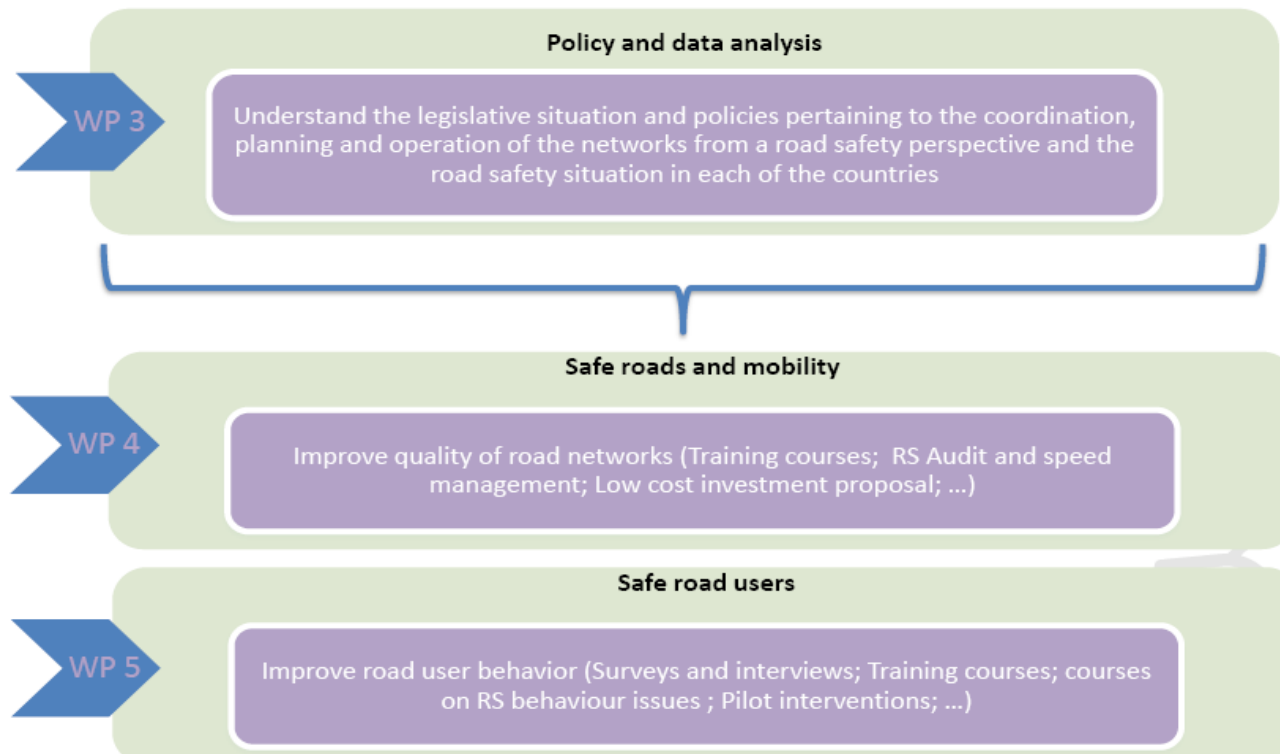 Policy and data analysis
WP 3
Understand the legislative situation and policies pertaining to the coordination,
planning and operation of the networks from a road safety perspective and the
road safety situation in each of the countries
Safe roads and mobility
WP 4
Improve quality of road networks (Training courses;  RS Audit and speed
management; Low cost investment proposal; ...)
Safe road users
WP 5
Improve road user behavior (Surveys and interviews; Training courses; courses
on RS behaviour issues ; Pilot interventions; ...)